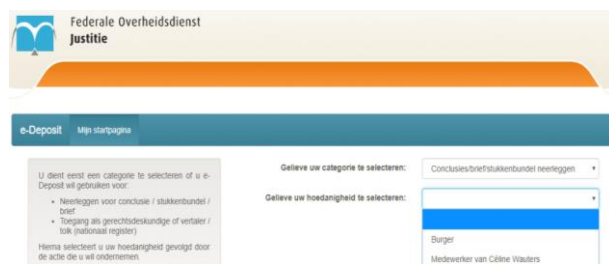 Federale Overheidsdienst
Justitie
e-Deposit Mijn startpagina
U dient eerst een categorie te selecteren of u e-
Deposit wil gebruiken voor:
• Neerleggen voor conclusie / stukkenbundel /
brief
• Toegang als gerechtsdeskundige of vertaler /
tolk (nationaal register)
Hierna selecteert u uw hoedanigheid gevolgd door
de actie die u wil ondernemen.
Gelieve uw categorie te selecteren: Conclusies/brief/stukkenbundel neerleggen
Gelieve uw hoedanigheid te selecteren:
Burger
Medewerker van Céline Wauters